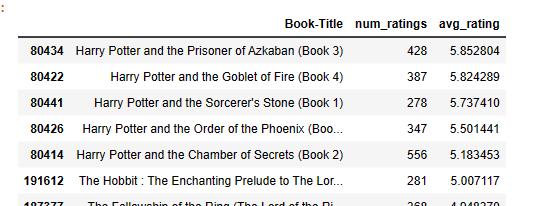 :
Book-Title num_ratings avg_rating
80434 Harry Potter and the Prisoner of Azkaban (Book 3) 428 5.852804
80422 Harry Potter and the Goblet of Fire (Book 4) 387 5.824289
80441 Harry Potter and the Sorcerer's Stone (Book 1) 278 5.737410
80426 Harry Potter and the Order of the Phoenix (Boo... 347 5.501441
80414 Harry Potter and the Chamber of Secrets (Book 2) 556 5.183453
191612 The Hobbit : The Enchanting Prelude to The Lor... 281 5.007117
187377 The Fellowship of the Ring (The Lord of the Ri... 368 4.948370